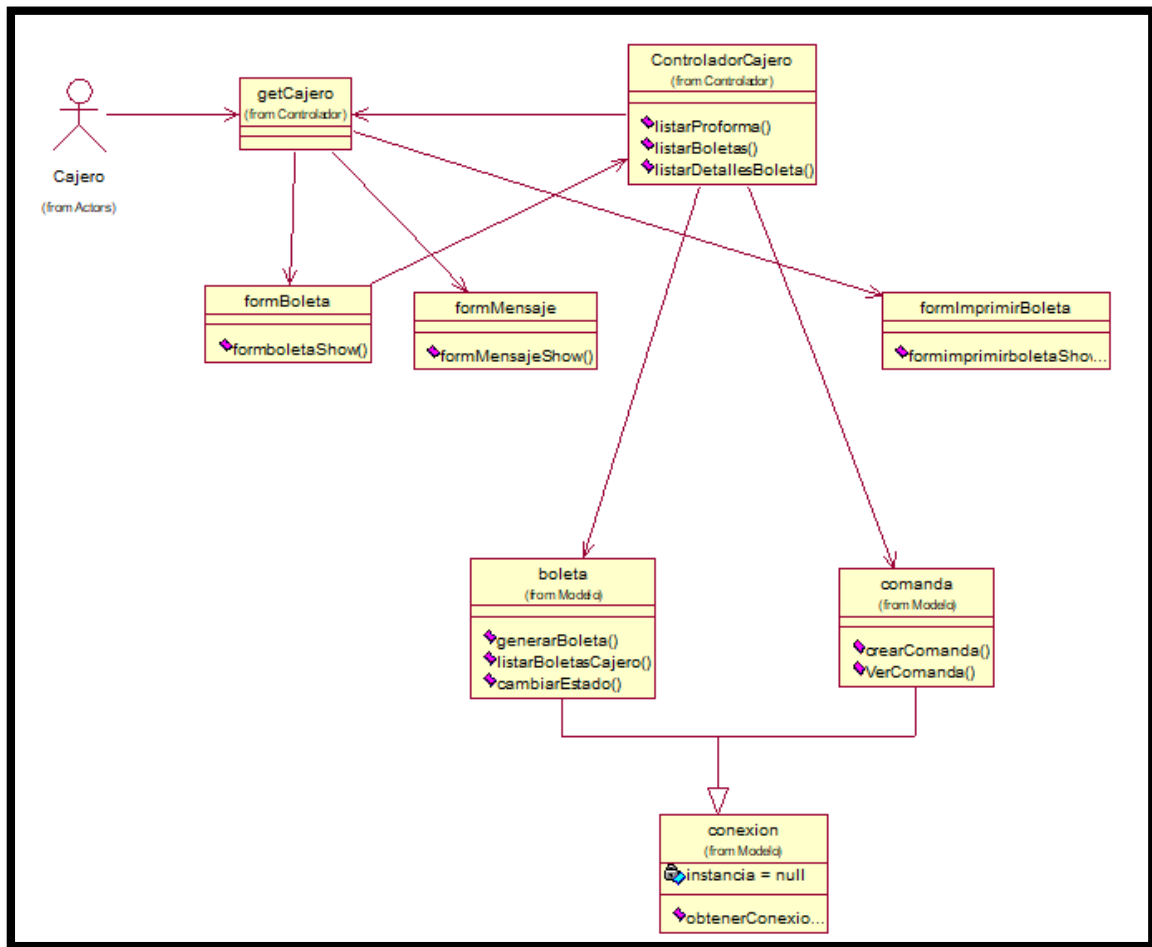 Cajero
(from Actors)
getCajero
(from Controlador)
ControladorCajero
(from Controlador)
listarProforma()
listarBoletas()
listarDetallesBoleta()
formBoleta
formboletaShow()
formMensaje
formMensajeShow()
formImprimirBoleta
formimprimirboletaShow...
boleta
(from Modelo)
generarBoleta()
listarBoletasCajero()
cambiarEstado()
comanda
(from Modelo)
crearComanda()
VerComanda()
conexion
(from Modelo)
instancia = null
obtenerConexio...